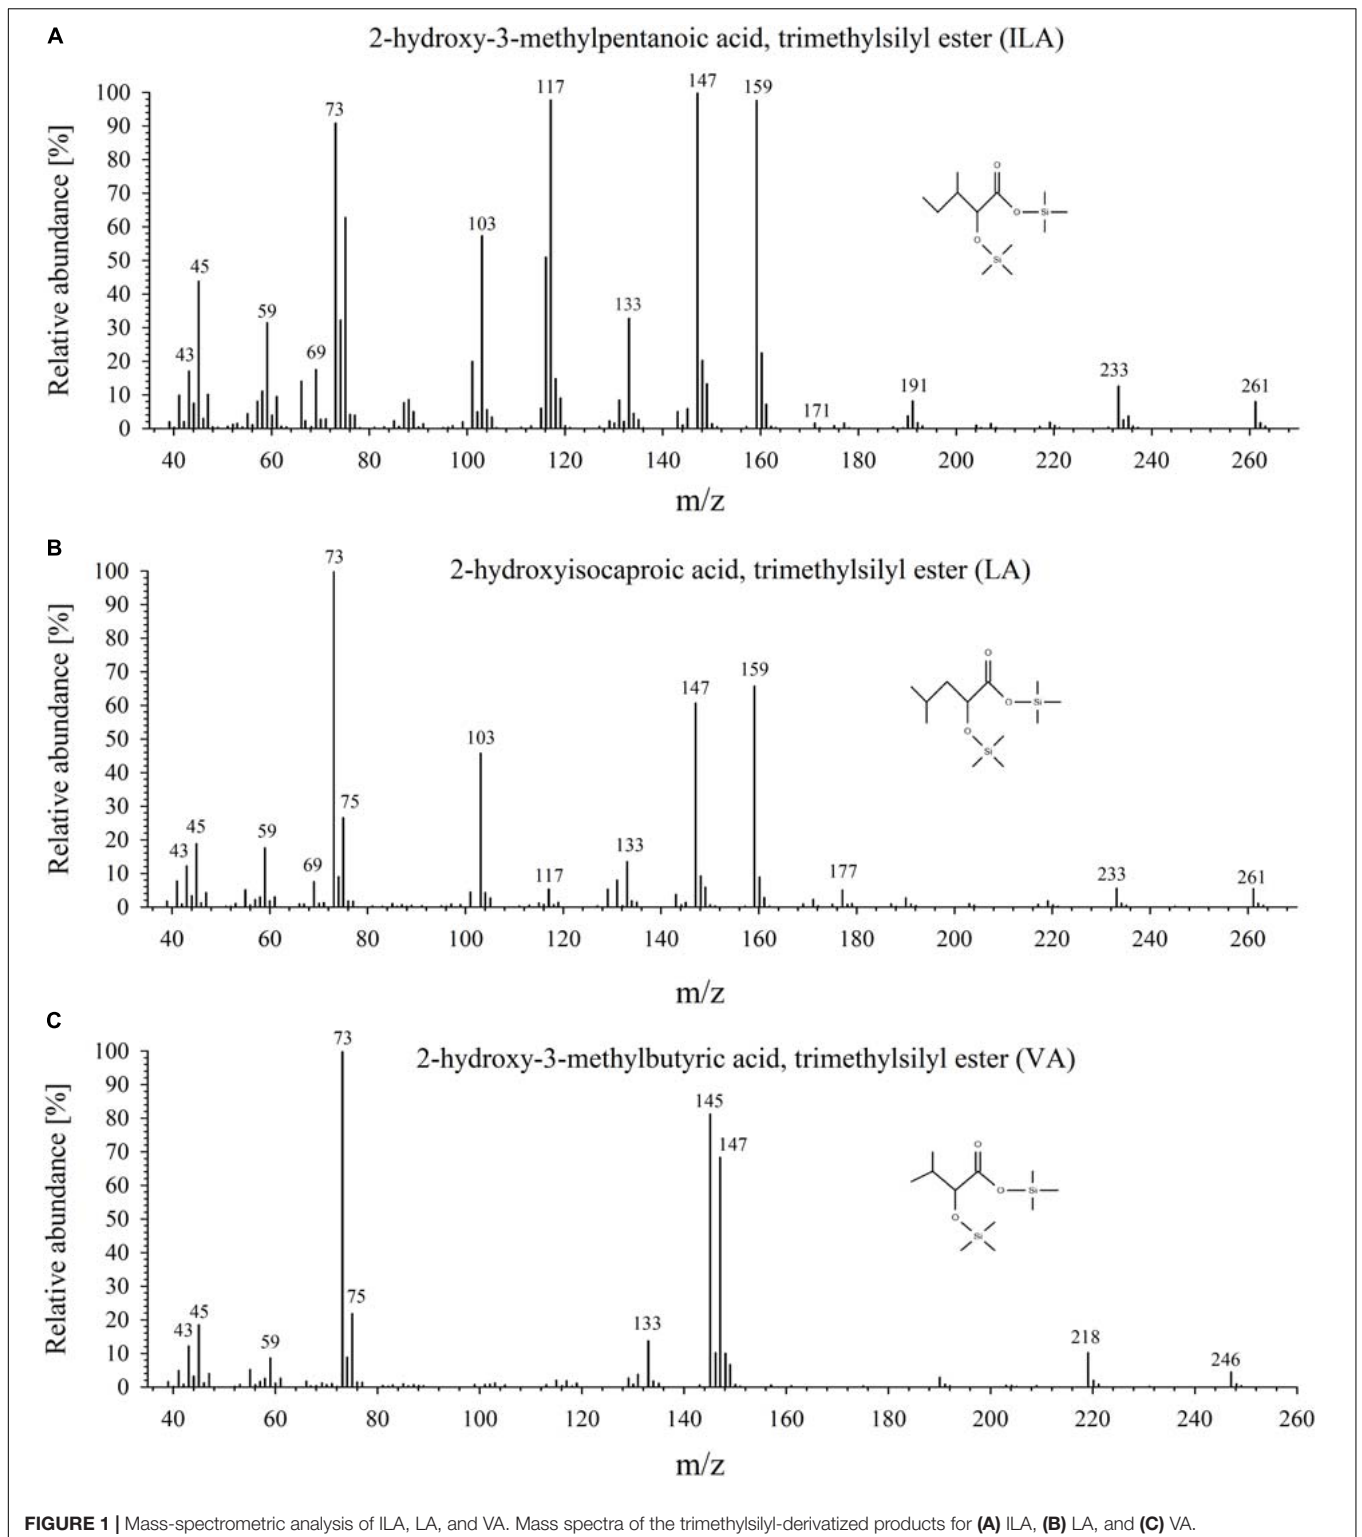 A
2-hydroxy-3-methylpentanoic acid, trimethylsilyl ester (ILA)
Relative abundance [%]
100
90
80
70
60
50
40
30
20
10
0
43
45
59
69
73
103
117
133
147
159
171
191
233
261
O
O
Si
O
Si
40 60 80 100 120 140 160 180 200 220 240 260
m/z
B
2-hydroxyisocaproic acid, trimethylsilyl ester (LA)
Relative abundance [%]
100
90
80
70
60
50
40
30
20
10
0
43
45
59
69
73
75
103
117
133
147
159
177
233
261
O
O
Si
O
Si
40 60 80 100 120 140 160 180 200 220 240 260
m/z
C
2-hydroxy-3-methylbutyric acid, trimethylsilyl ester (VA)
Relative abundance [%]
100
90
80
70
60
50
40
30
20
10
0
43
45
59
73
75
133
145
147
218
246
O
O
Si
O
Si
40 60 80 100 120 140 160 180 200 220 240 260
m/z
FIGURE 1 | Mass-spectrometric analysis of ILA, LA, and VA. Mass spectra of the trimethylsilyl-derivatized products for (A) ILA, (B) LA, and (C) VA.